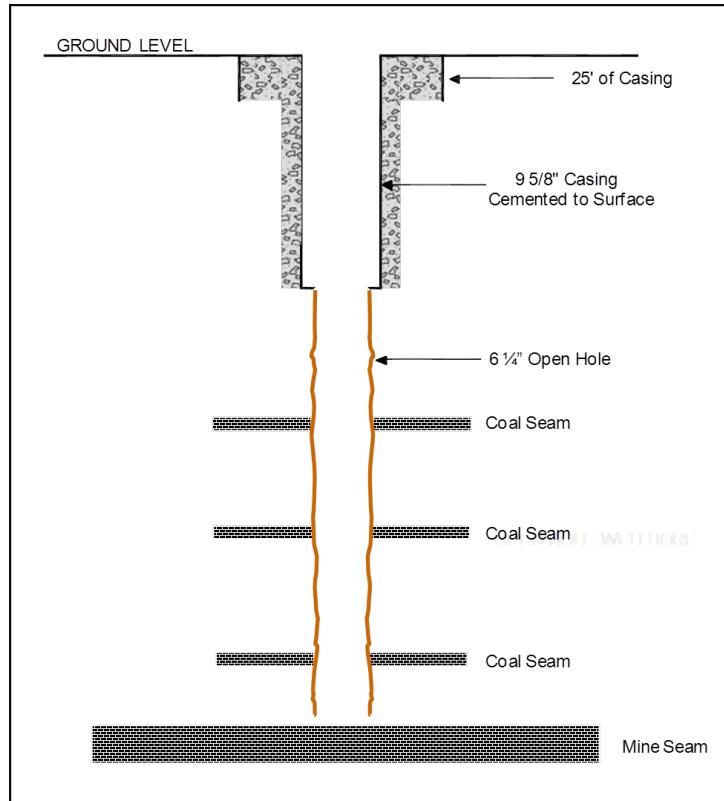 GROUND LEVEL
25' of Casing
9 5/8" Casing
Cemented to Surface
6 ¼” Open Hole
Coal Seam
Coal Seam
Coal Seam
Mine Seam